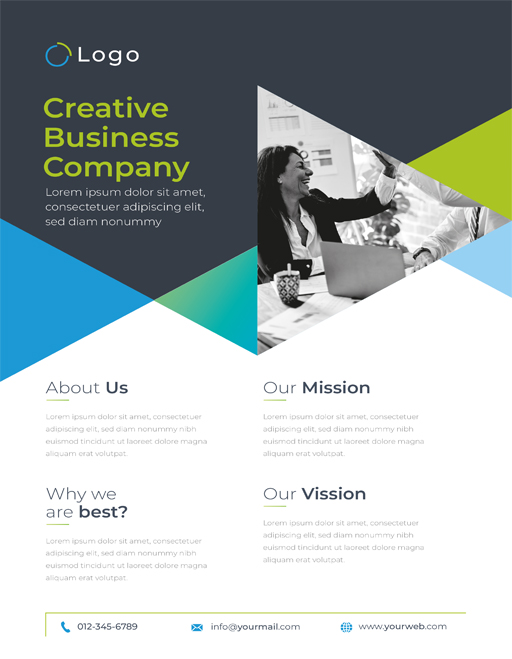 Logo
Creative
Business
Company
Lorem ipsum dolor sit amet,
consectetuer adipiscing elit,
sed diam nonummy
About Us
Lorem ipsum dolor sit amet, consectetuer
adipiscing elit, sed diam nonummy nibh
euismod tincidunt ut laoreet dolore magna
aliquam erat volutpat.
Our Mission
Lorem ipsum dolor sit amet, consectetuer
adipiscing elit, sed diam nonummy nibh
euismod tincidunt ut laoreet dolore magna
aliquam erat volutpat.
Why we
are best?
Lorem ipsum dolor sit amet, consectetuer
adipiscing elit, sed diam nonummy nibh
euismod tincidunt ut laoreet dolore magna
aliquam erat volutpat.
Our Vission
Lorem ipsum dolor sit amet, consectetuer
adipiscing elit, sed diam nonummy nibh
euismod tincidunt ut laoreet dolore magna
aliquam erat volutpat.
012-345-6789
info@yourmail.com
www.yourweb.com